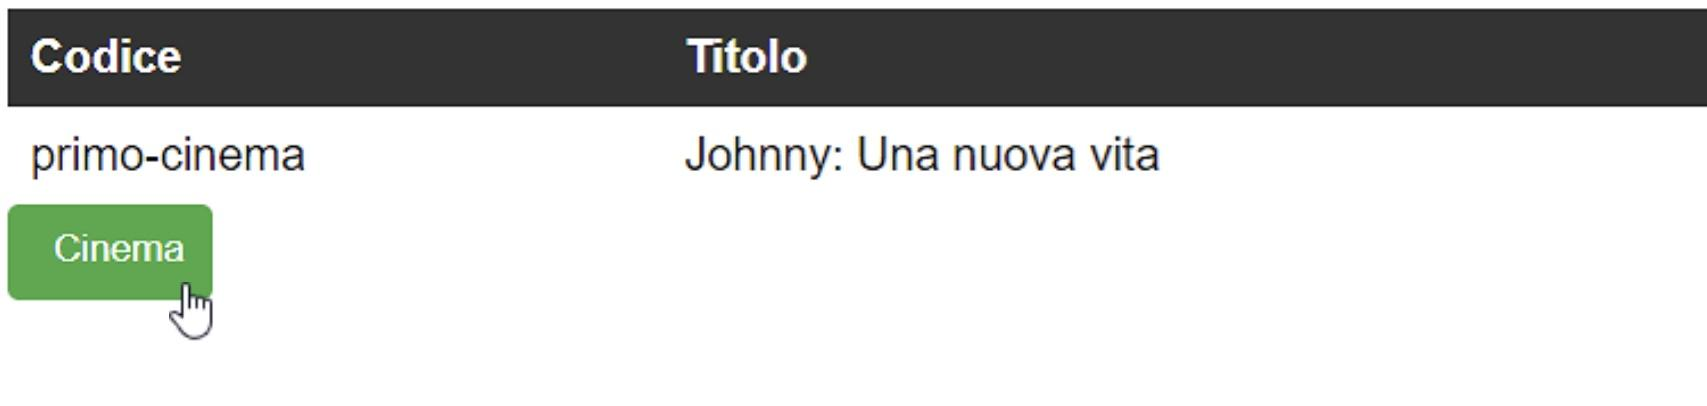 Codice Titolo
primo-cinema Johnny: Una nuova vita
Cinema